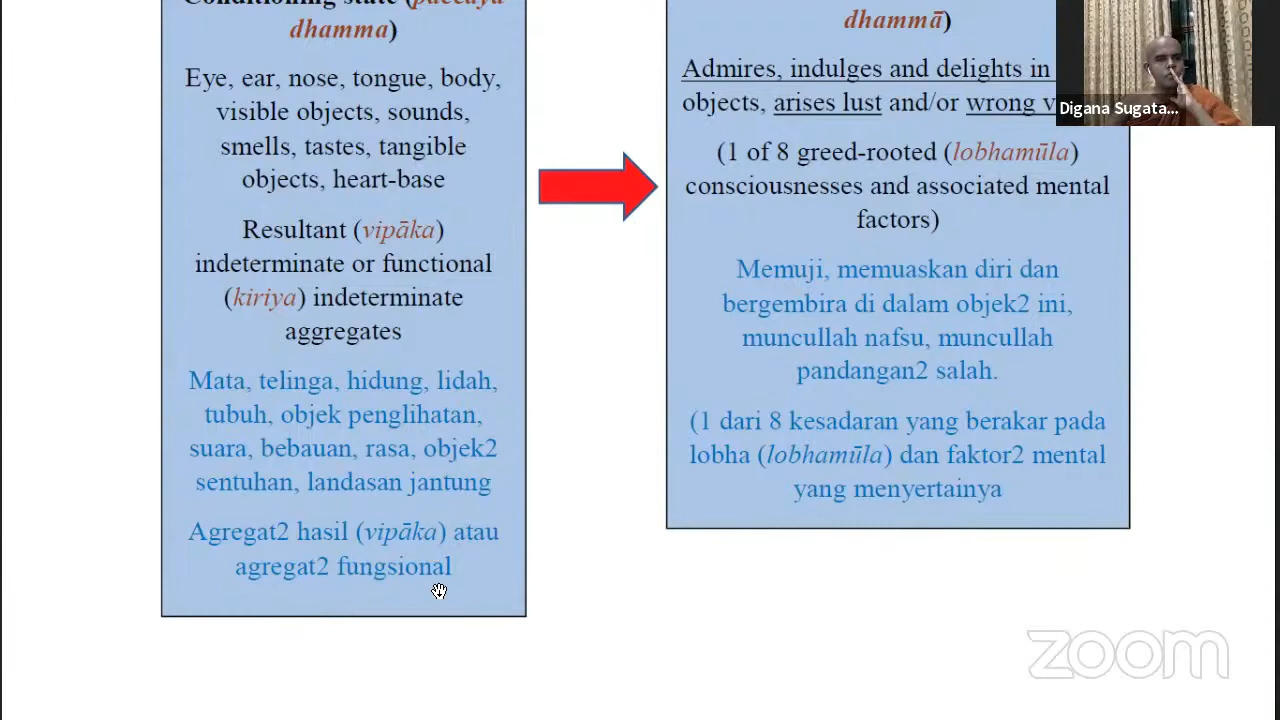 Conditioning state (paccaya
dhamma)
Eye, ear, nose, tongue, body,
visible objects, sounds,
smells, tastes, tangible
objects, heart-base
Resultant (vipāka)
indeterminate or functional
(kiriya) indeterminate
aggregates
Mata, telinga, hidung, lidah,
tubuh, objek penglihatan,
suara, bebauan, rasa, objek2
sentuhan, landasan jantung
Agregat2 hasil (vipāka) atau
agregat2 fungsional
dhammā)
Admires, indulges and delights in
objects, arises lust and/or wrong
(1 of 8 greed-rooted (lobhamūla)
consciousnesses and associated mental
factors)
Memuji, memuaskan diri dan
bergembira di dalam objek2 ini,
muncullah nafsu, muncullah
pandangan2 salah.
(1 dari 8 kesadaran yang berakar pada
lobha (lobhamūla) dan faktor2 mental
yang menyertainya
Digana Sugata...
zoom